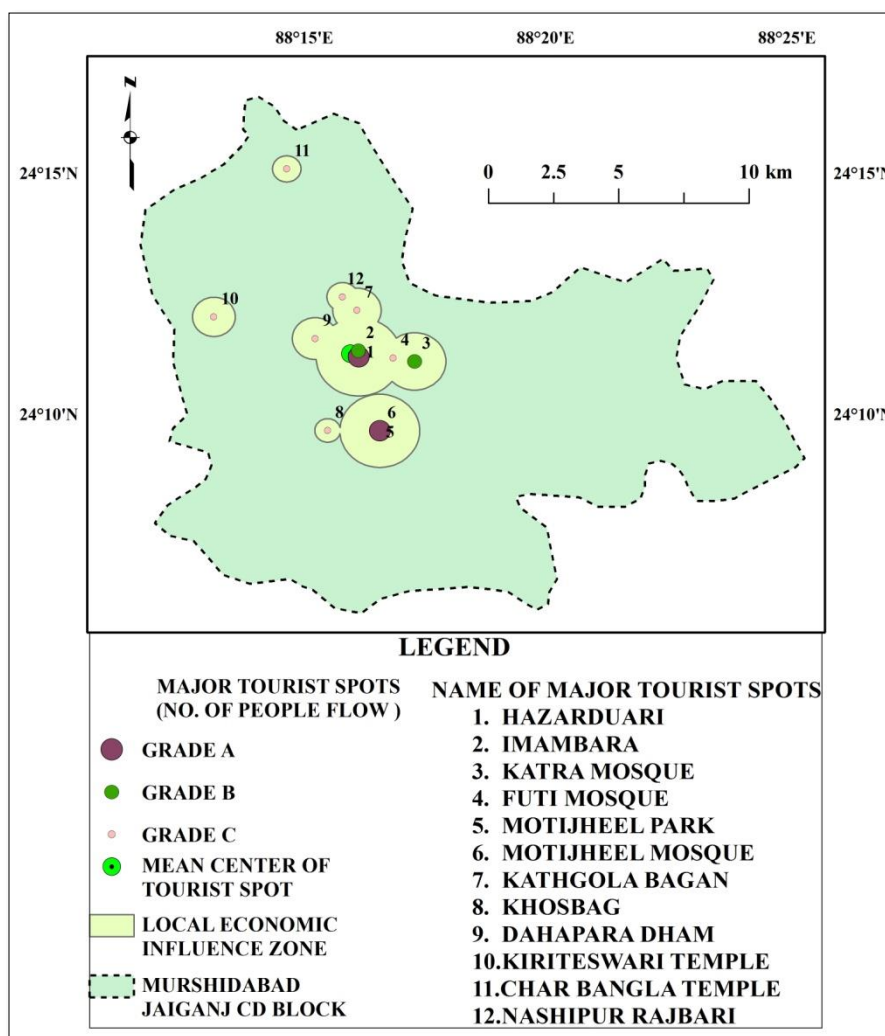 88°15'E 88°20'E 88°25'E
N
24°15'N 24°15'N
0 2.5 5 10 km
11
12
7
10
9
2
4 3
1
8 6
5
24°10'N 24°10'N
LEGEND
MAJOR TOURIST SPOTS
(NO. OF PEOPLE FLOW )
GRADE A
GRADE B
GRADE C
MEAN CENTER OF
TOURIST SPOT
LOCAL ECONOMIC
INFLUENCE ZONE
MURSHIDABAD
JAIGANJ CD BLOCK
NAME OF MAJOR TOURIST SPOTS
1. HAZARDUARI
2. IMAMBARA
3. KATRA MOSQUE
4. FUTI MOSQUE
5. MOTIJHEEL PARK
6. MOTIJHEEL MOSQUE
7. KATHGOLA BAGAN
8. KHOSBAG
9. DAHAPARA DHAM
10.KIRITESWARI TEMPLE
11.CHAR BANGLA TEMPLE
12.NASHIPUR RAJBARI